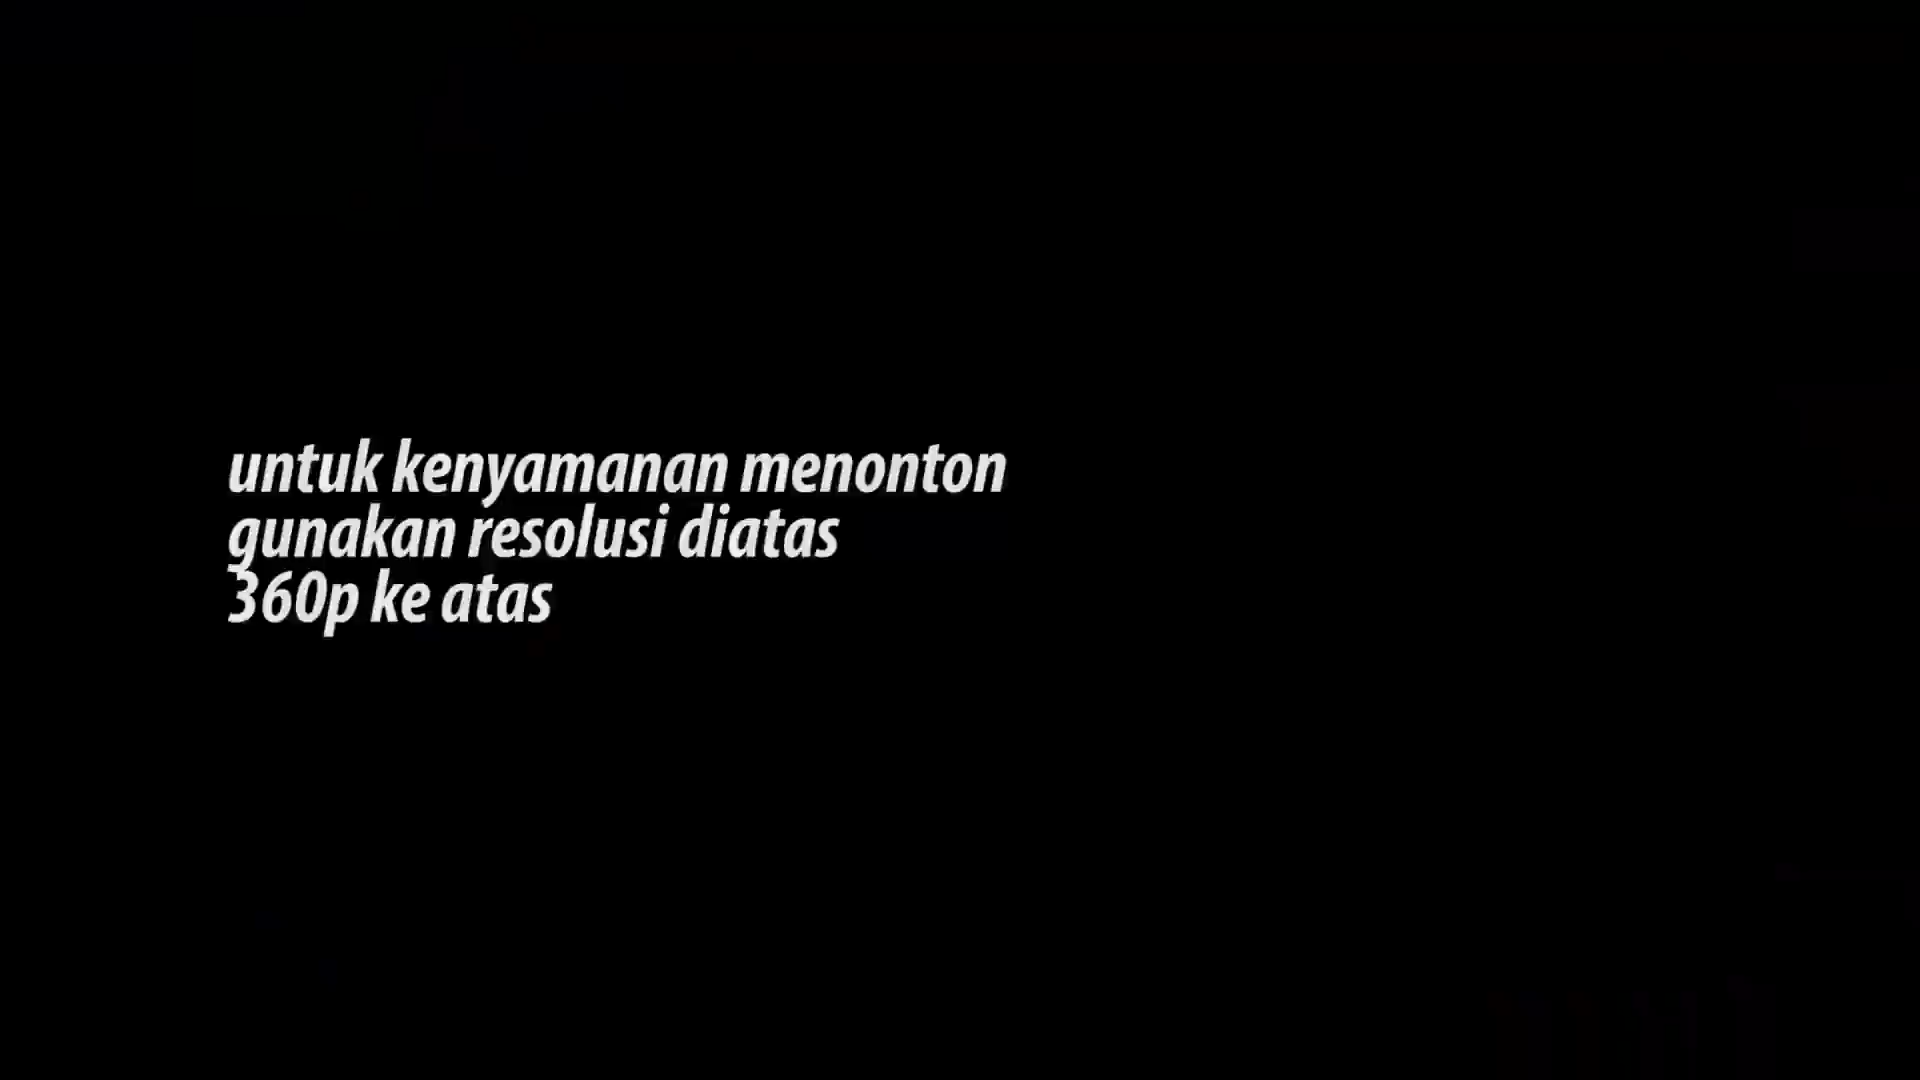 untuk kenyamanan menonton
gunakan resolusi diatas
360p ke atas